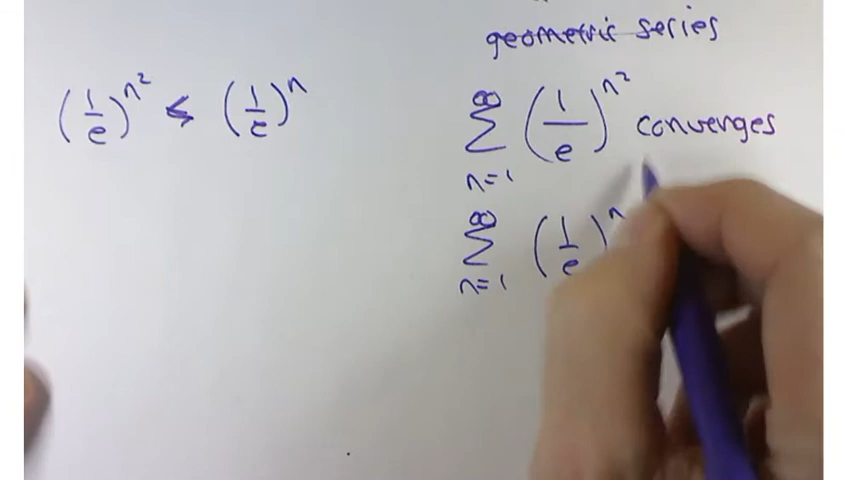 geometric series
(1/e)^n² ≤ (1/e)^n
∞ Σ n=1 (1/e)^n² converges
∞ Σ n=1 (1/e)^n